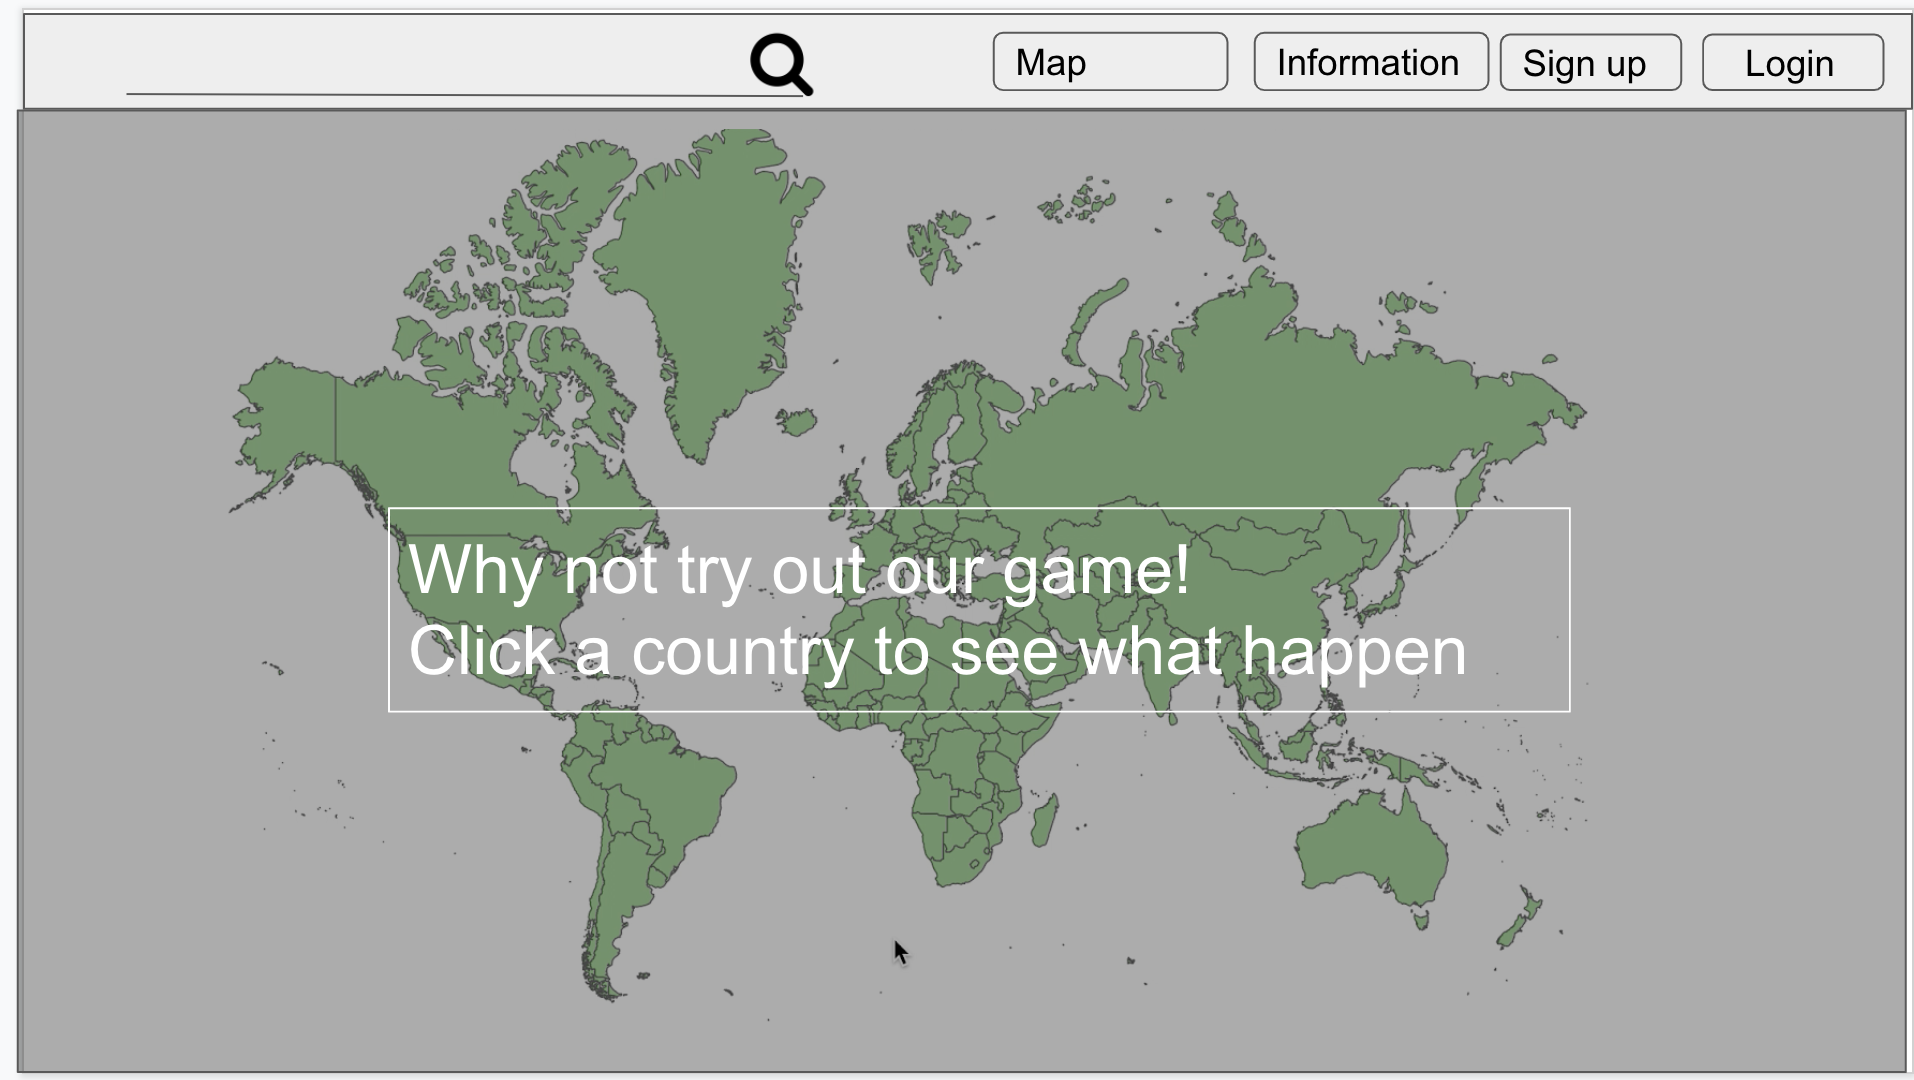 Map
Information
Sign up
Login
Why not try out our game!
Click a country to see what happen